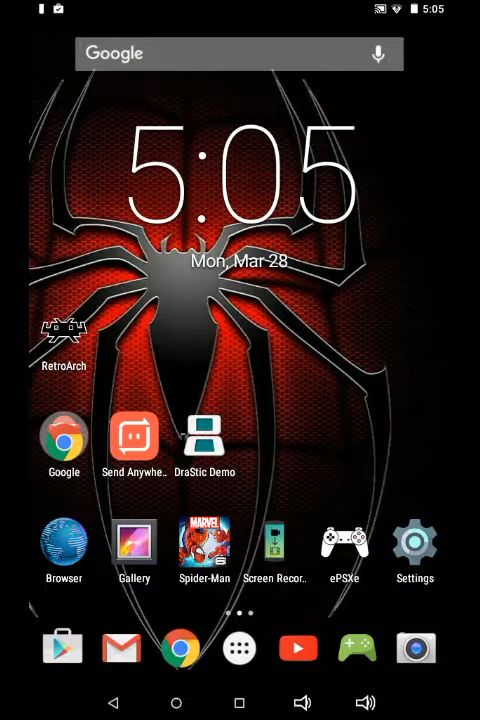 5:05
Google
5:05
Mon, Mar 28
RetroArch
Google
Send Anywhe..
DraStic Demo
MARVEL
Browser
Gallery
Spider-Man
Screen Recor..
ePSXe
Settings